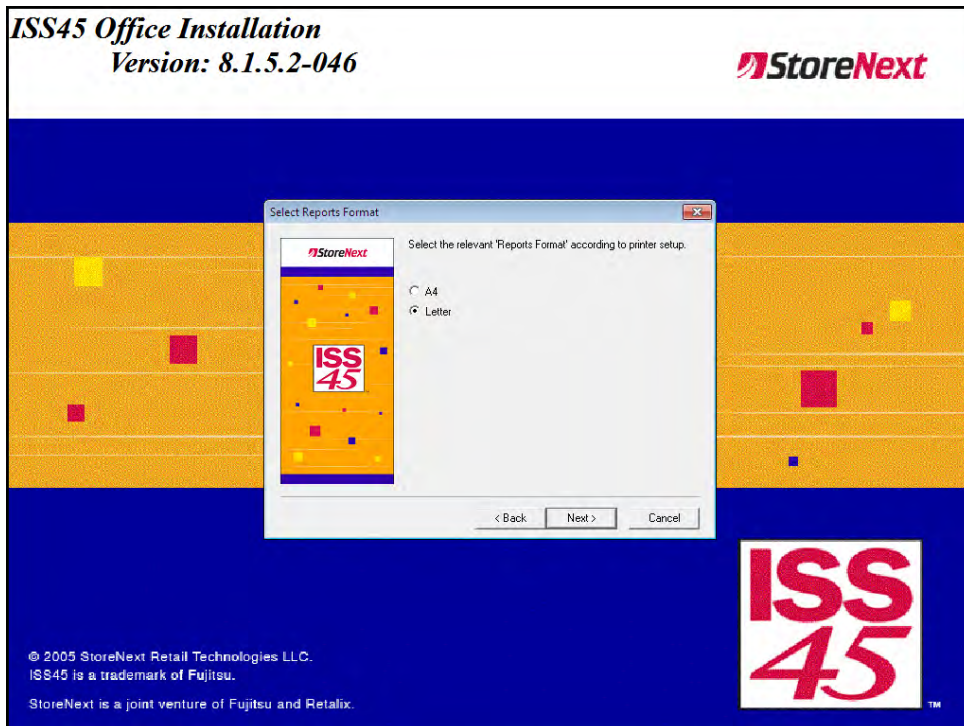 ISS45 Office Installation
Version: 8.1.5.2-046
StoreNext
Select Reports Format
StoreNext
Select the relevant 'Reports Format' according to printer setup.
A4
Letter
ISS
45
< Back
Next >
Cancel
ISS
45
TM
© 2005 StoreNext Retail Technologies LLC.
ISS45 is a trademark of Fujitsu.
StoreNext is a joint venture of Fujitsu and Retalix.